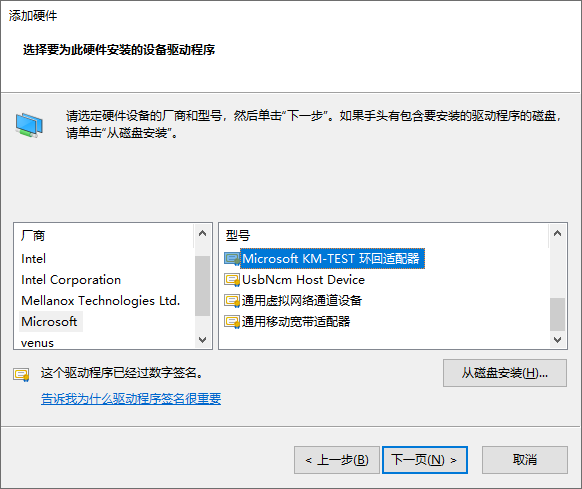 添加硬件
选择要为此硬件安装的设备驱动程序
请选定硬件设备的厂商和型号，然后单击“下一步”。如果手头有包含要安装的驱动程序的磁盘，
请单击“从磁盘安装”。
厂商
Intel
Intel Corporation
Mellanox Technologies Ltd.
Microsoft
venus
型号
Microsoft KM-TEST 环回适配器
UsbNcm Host Device
通用虚拟网络通道设备
通用移动宽带适配器
这个驱动程序已经过数字签名。
告诉我为什么驱动程序签名很重要
从磁盘安装(H)...
< 上一步(B)
下一页(N) >
取消